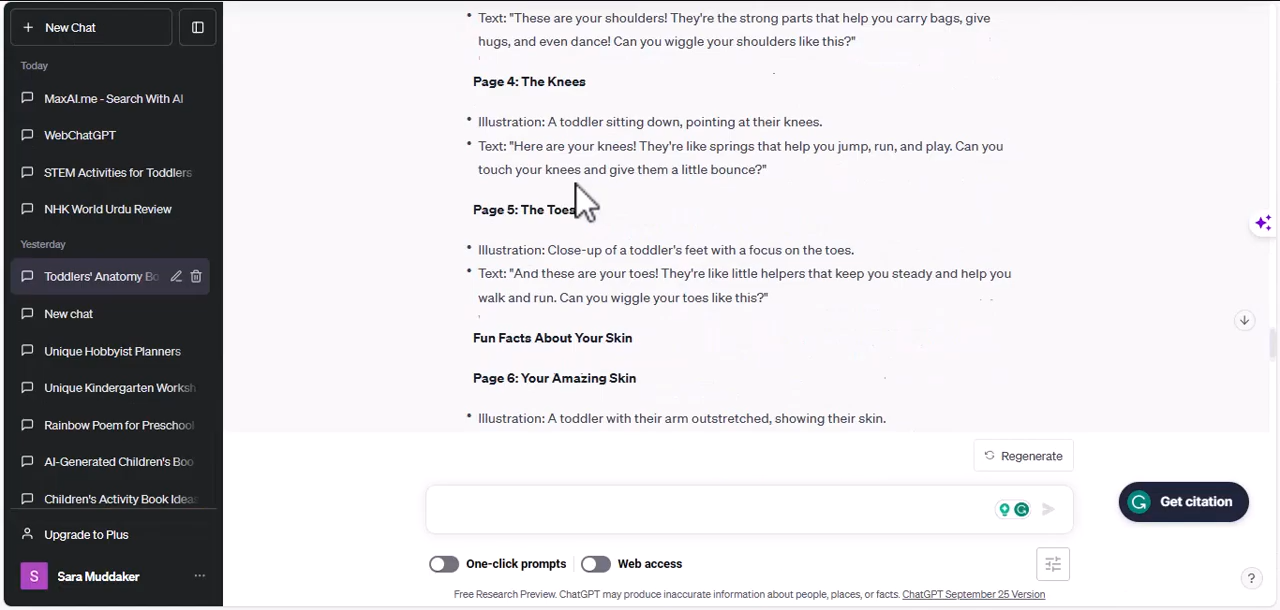 New Chat
Today
MaxAI.me - Search With AI
WebChatGPT
STEM Activities for Toddlers
NHK World Urdu Review
Yesterday
Toddlers' Anatomy Bo
New chat
Unique Hobbyist Planners
Unique Kindergarten Worksh
Rainbow Poem for Preschool
AI-Generated Children's Boo
Children's Activity Book Ideas
Upgrade to Plus
S
Sara Muddaker
Text: "These are your shoulders! They're the strong parts that help you carry bags, give
hugs, and even dance! Can you wiggle your shoulders like this?"
Page 4: The Knees
Illustration: A toddler sitting down, pointing at their knees.
Text: "Here are your knees! They're like springs that help you jump, run, and play. Can you
touch your knees and give them a little bounce?"
Page 5: The Toes
Illustration: Close-up of a toddler's feet with a focus on the toes.
Text: "And these are your toes! They're like little helpers that keep you steady and help you
walk and run. Can you wiggle your toes like this?"
Fun Facts About Your Skin
Page 6: Your Amazing Skin
Illustration: A toddler with their arm outstretched, showing their skin.
Regenerate
Get citation
One-click prompts
Web access
Free Research Preview. ChatGPT may produce inaccurate information about people, places, or facts. ChatGPT September 25 Version
?